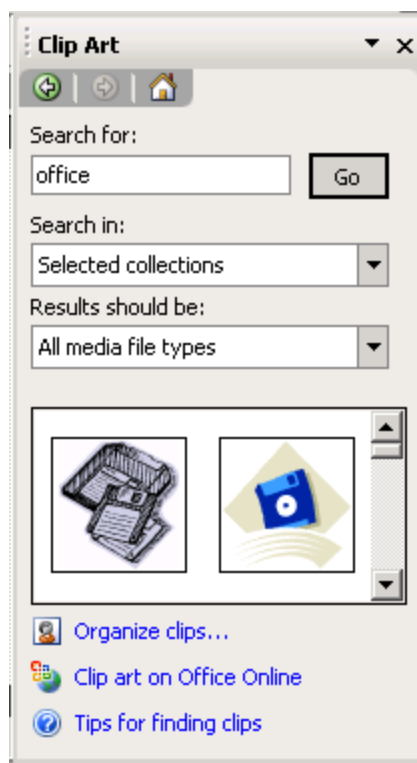 Clip Art
Search for:
office Go
Search in:
Selected collections
Results should be:
All media file types
Organize clips...
Clip art on Office Online
Tips for finding clips